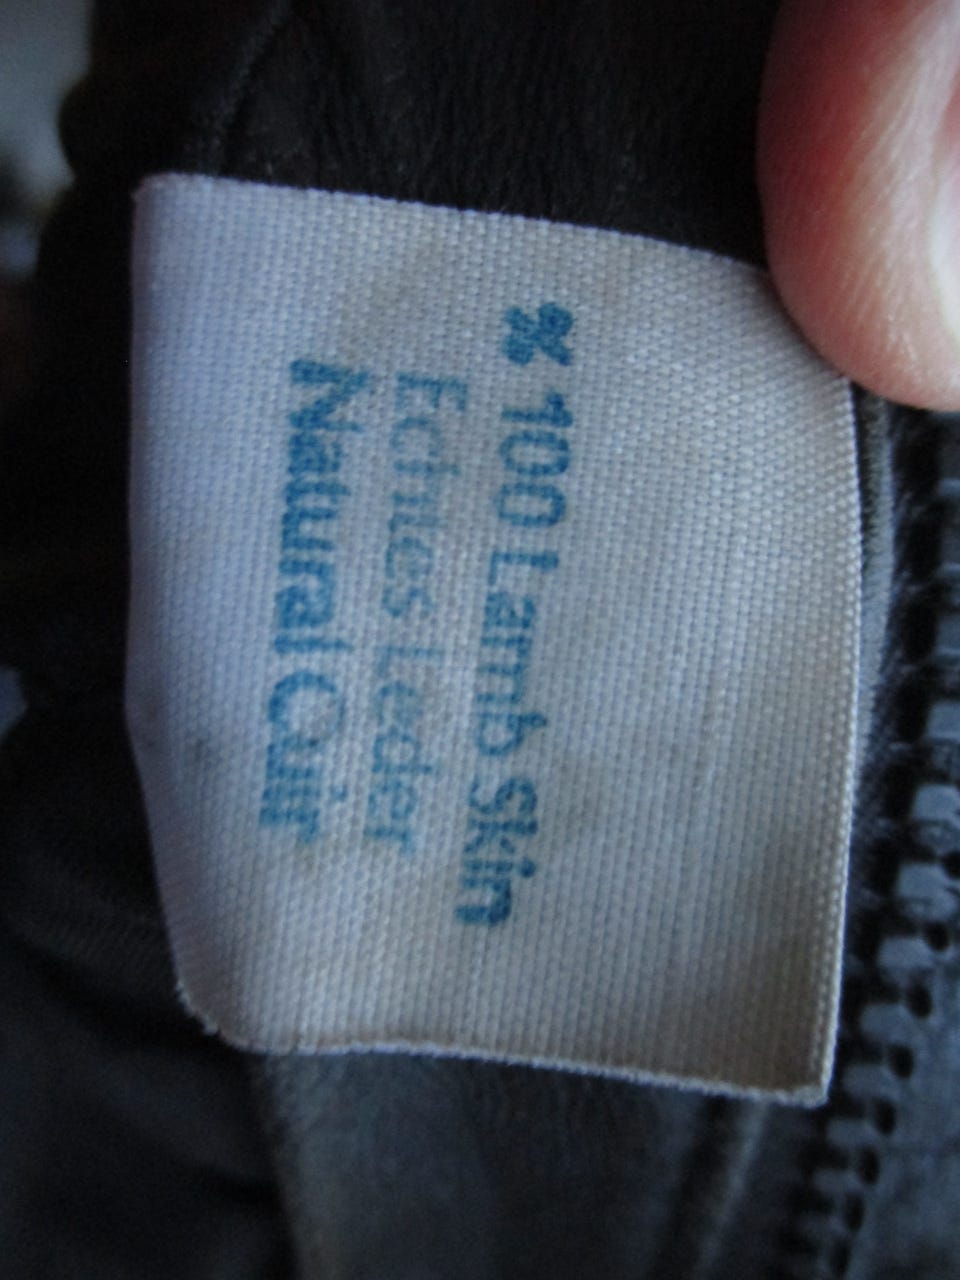 % 100 Lamb Skin
Echtes Leder
Natural Cuir